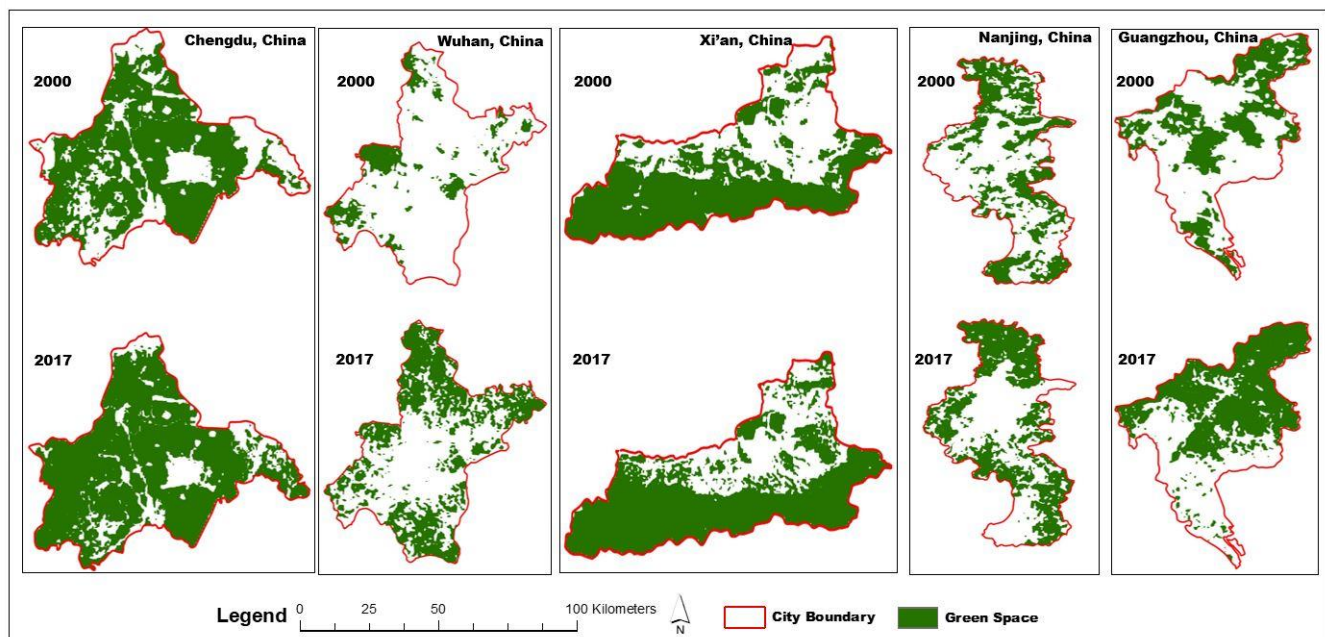 Chengdu, China
2000
2017
Wuhan, China
2000
2017
Xi'an, China
2000
2017
Nanjing, China
2000
2017
Guangzhou, China
2000
2017
Legend
0 25 50 100 Kilometers
N
City Boundary
Green Space